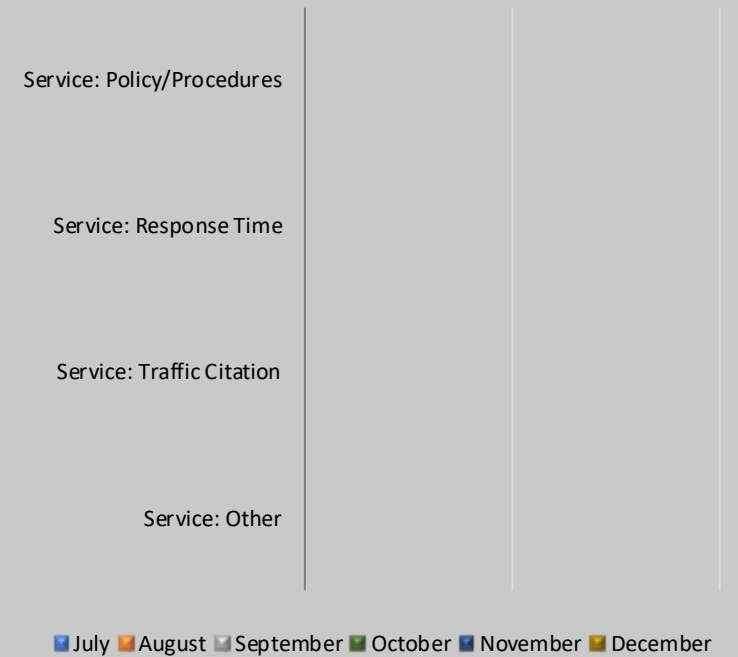 Service: Policy/Procedures
Service: Response Time
Service: Traffic Citation
Service: Other
July August September October November December